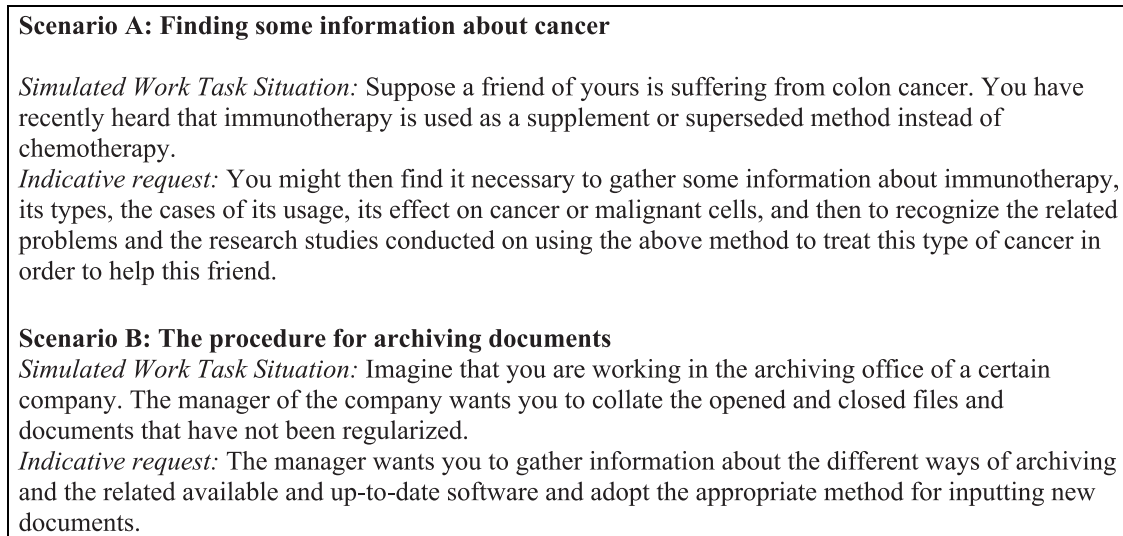 Scenario A: Finding some information about cancer
Simulated Work Task Situation: Suppose a friend of yours is suffering from colon cancer. You have
recently heard that immunotherapy is used as a supplement or superseded method instead of
chemotherapy.
Indicative request: You might then find it necessary to gather some information about immunotherapy,
its types, the cases of its usage, its effect on cancer or malignant cells, and then to recognize the related
problems and the research studies conducted on using the above method to treat this type of cancer in
order to help this friend.
Scenario B: The procedure for archiving documents
Simulated Work Task Situation: Imagine that you are working in the archiving office of a certain
company. The manager of the company wants you to collate the opened and closed files and
documents that have not been regularized.
Indicative request: The manager wants you to gather information about the different ways of archiving
and the related available and up-to-date software and adopt the appropriate method for inputting new
documents.